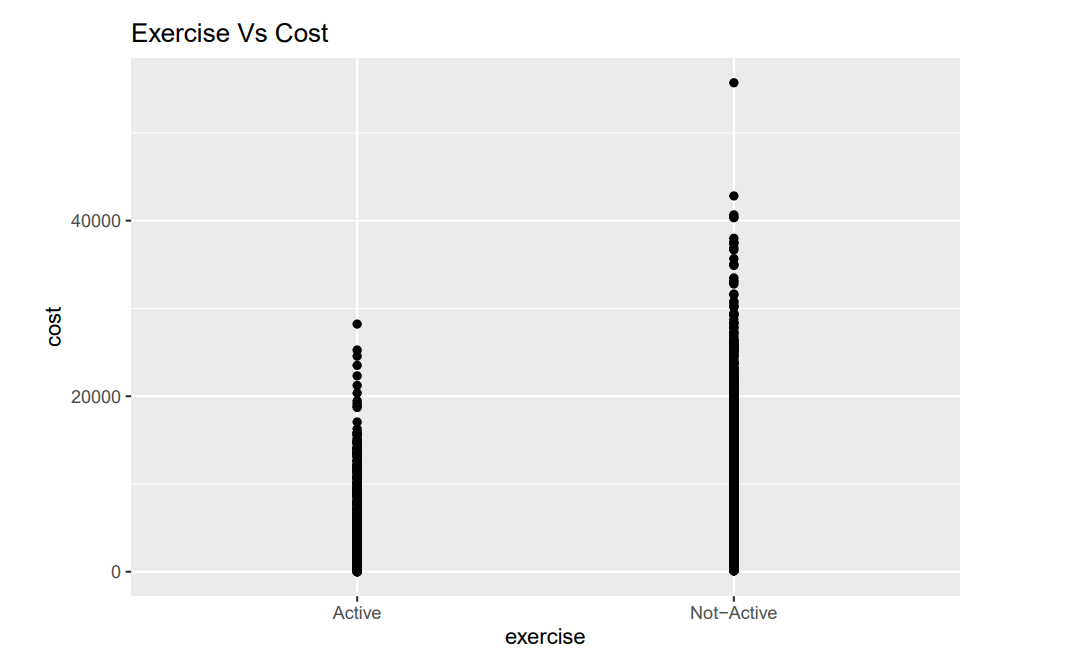 Exercise Vs Cost
40000
20000
0
cost
Active
Not−Active
exercise